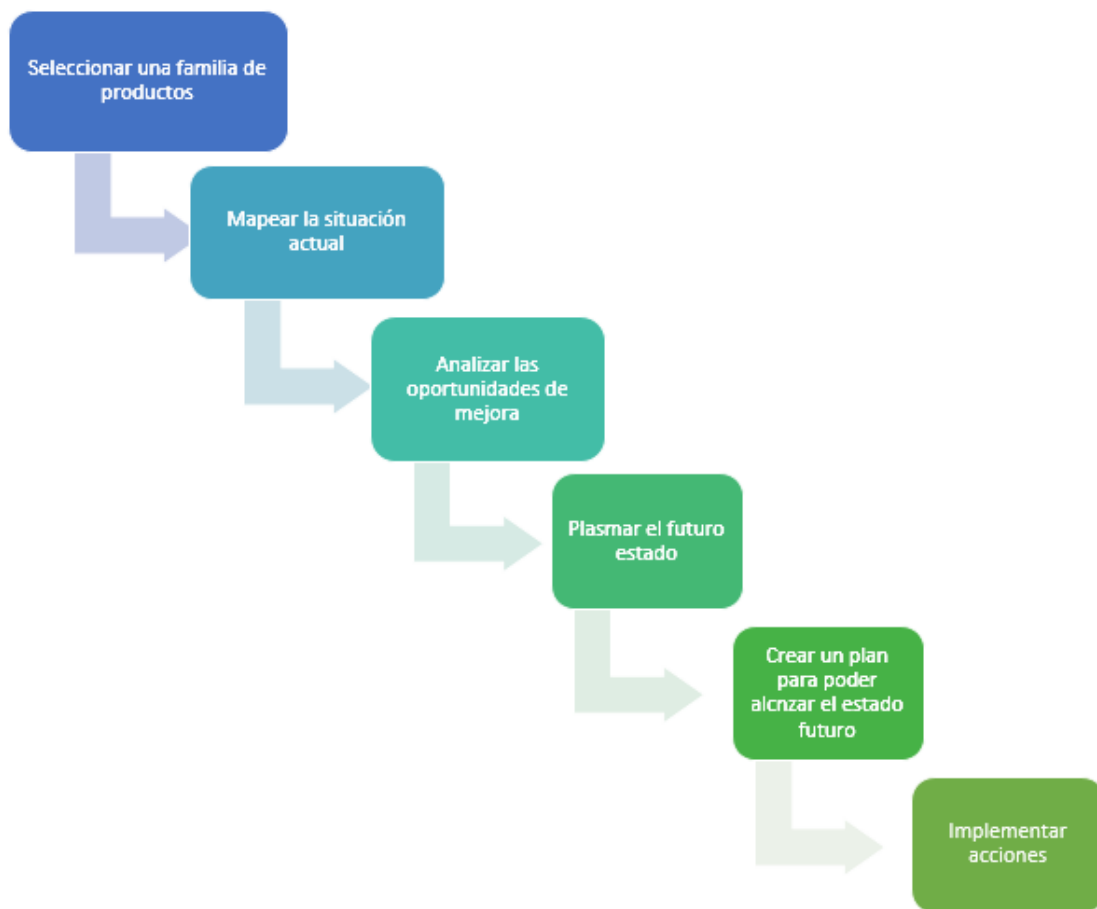 Seleccionar una familia de
productos
Mapear la situación
actual
Analizar las
oportunidades de
mejora
Plasmar el futuro
estado
Crear un plan
para poder
alcnzar el estado
futuro
Implementar
acciones